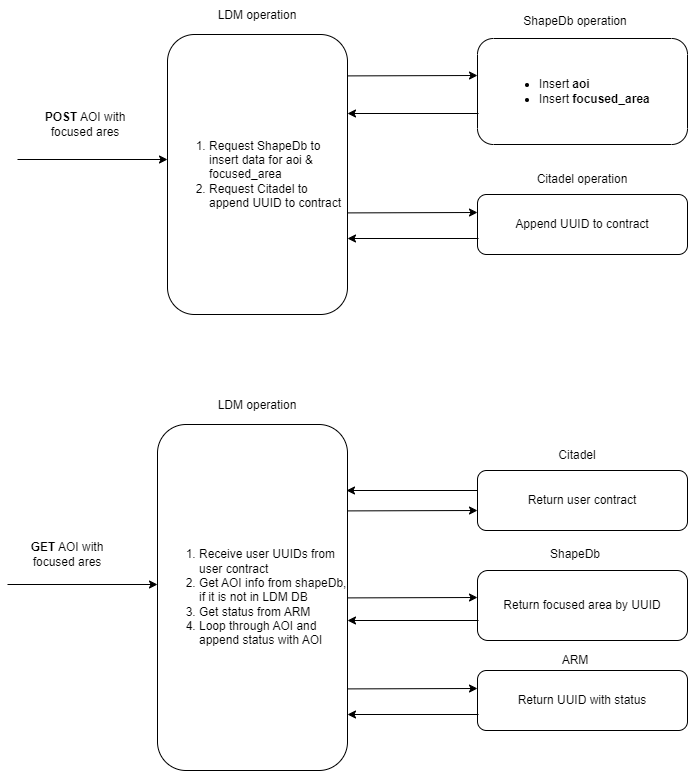 LDM operation
ShapeDb operation
POST AOI with
focused ares
1. Request ShapeDb to
insert data for aoi &
focused_area
2. Request Citadel to
append UUID to contract
• Insert aoi
• Insert focused_area
Citadel operation
Append UUID to contract
LDM operation
GET AOI with
focused ares
1. Receive user UUIDs from
user contract
2. Get AOI info from shapeDb,
if it is not in LDM DB
3. Get status from ARM
4. Loop through AOI and
append status with AOI
Citadel
Return user contract
ShapeDb
Return focused area by UUID
ARM
Return UUID with status